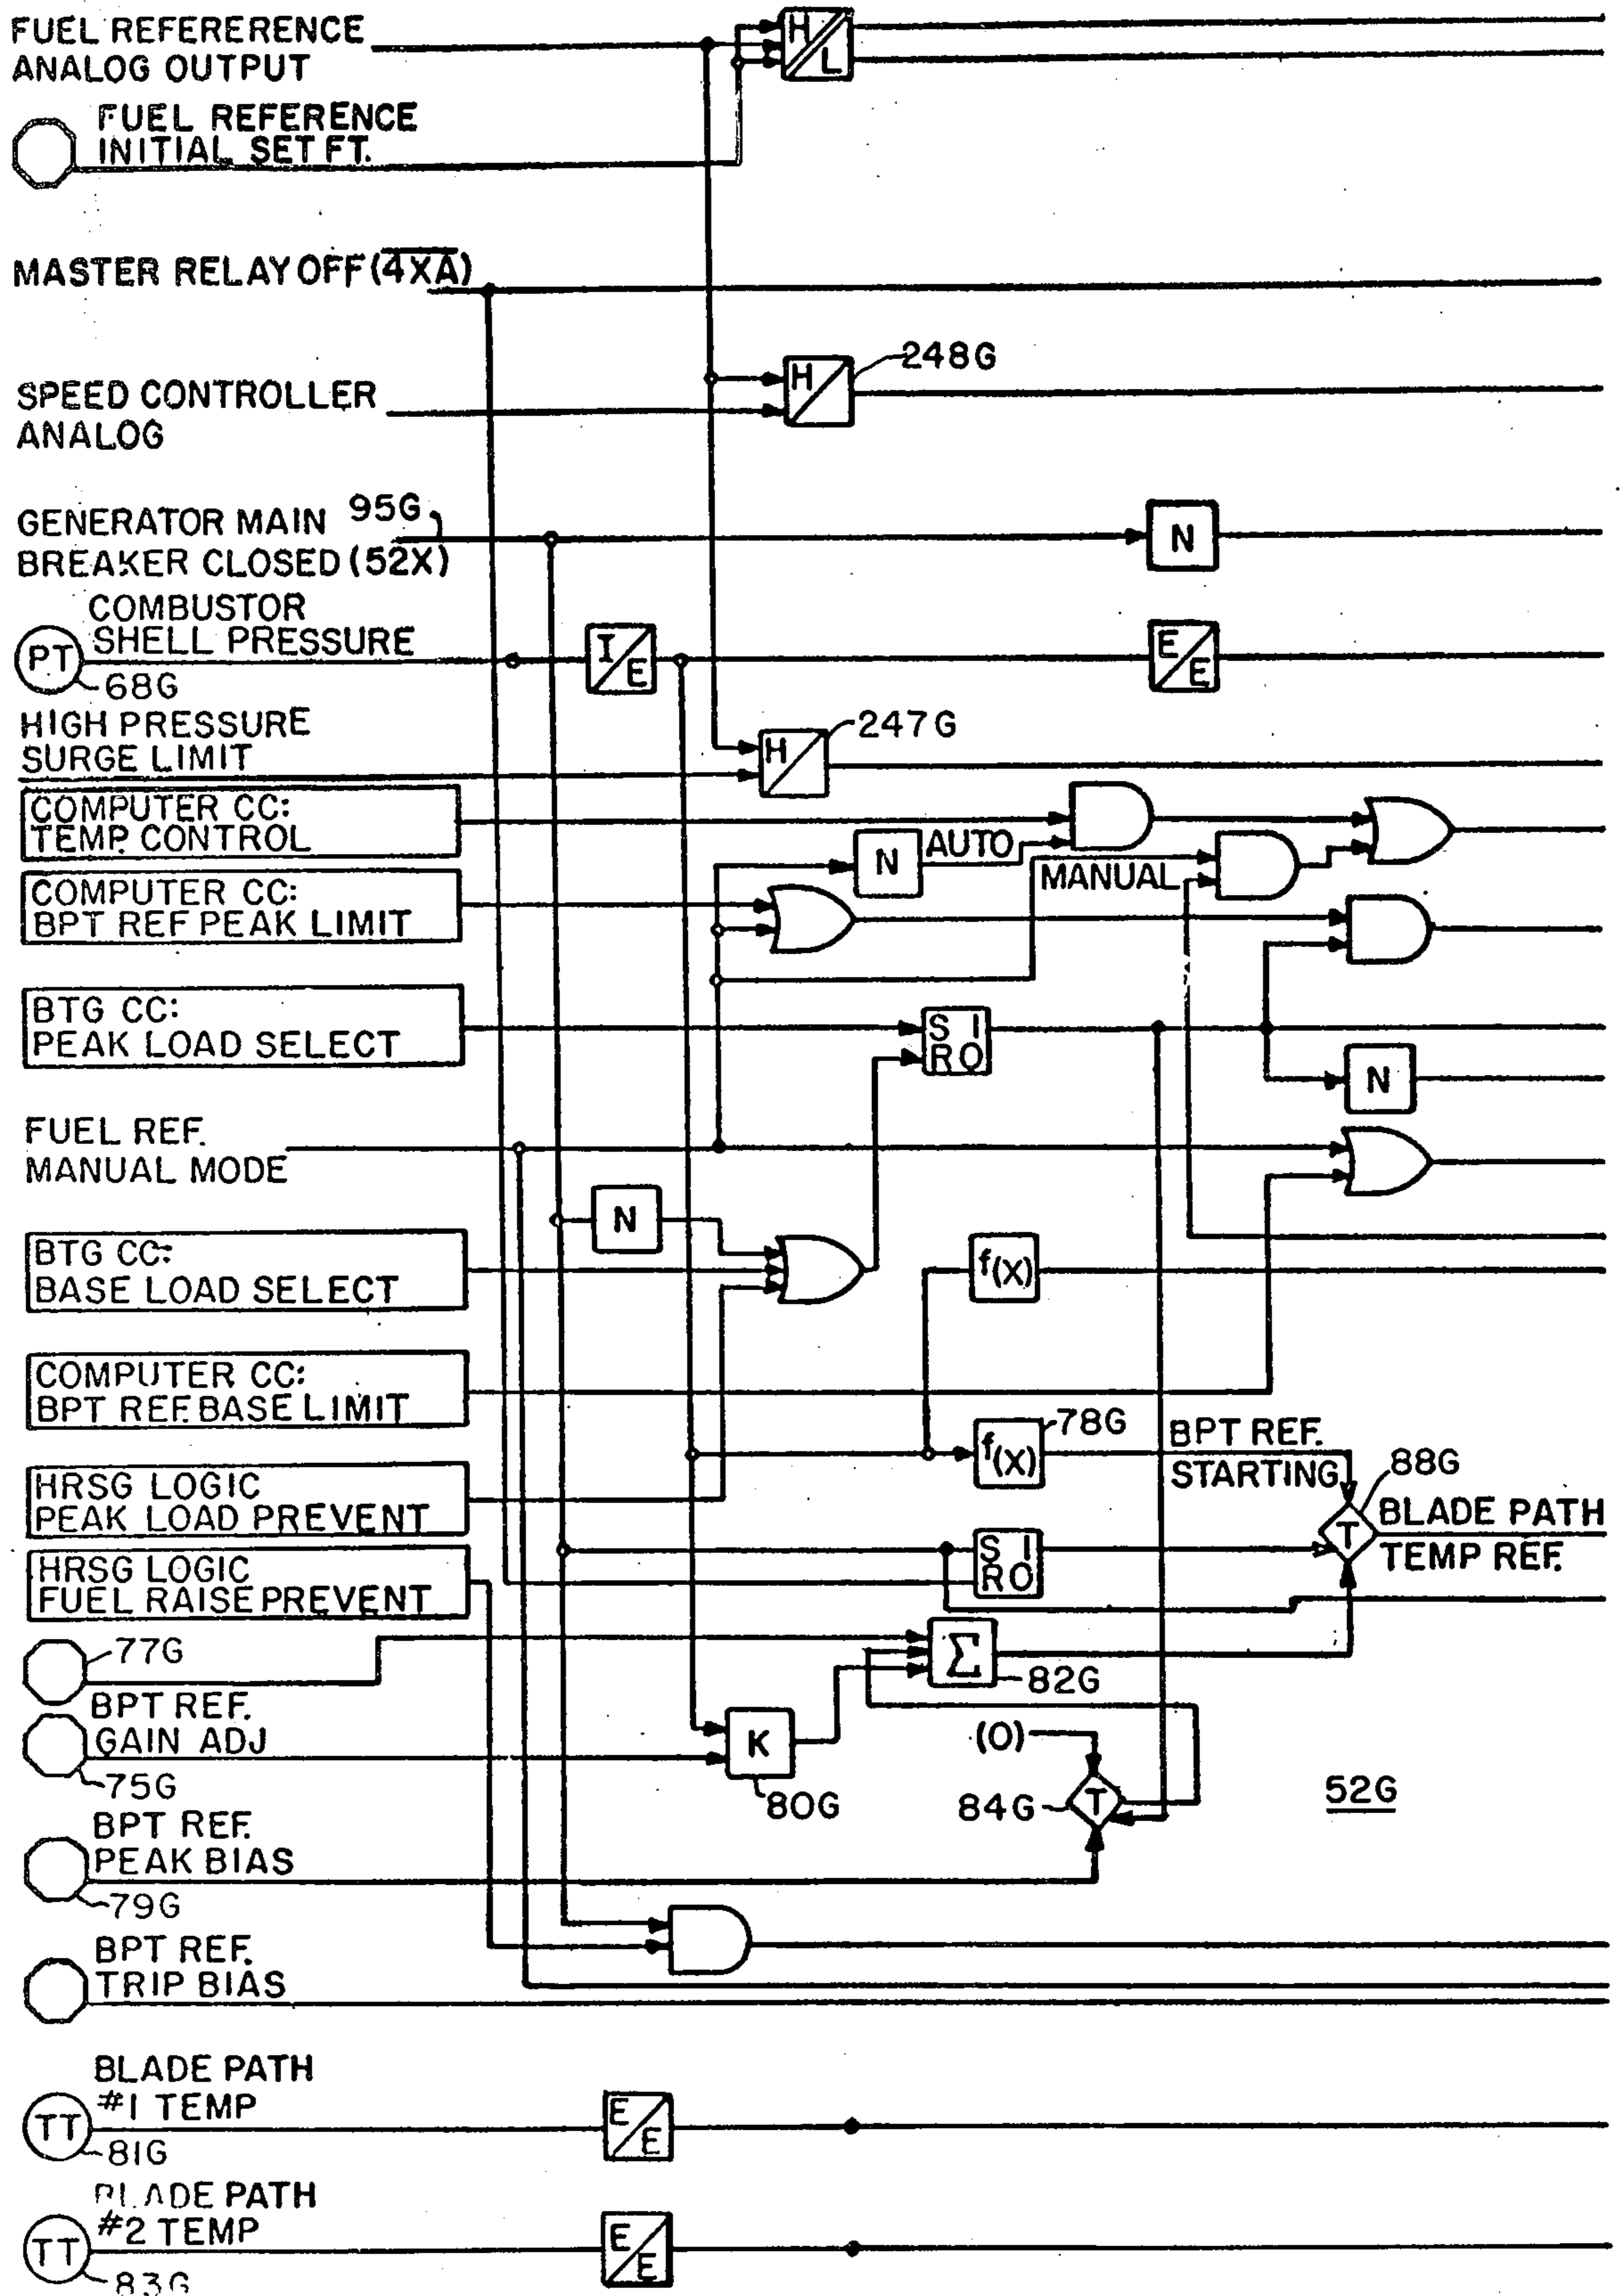 FUEL REFERERENCE
ANALOG OUTPUT
H/L
FUEL REFERENCE
INITIAL SET FT.
MASTER RELAY OFF (4XA)
H
248G
SPEED CONTROLLER
ANALOG
GENERATOR MAIN 95G
BREAKER CLOSED (52X)
N
COMBUSTOR
SHELL PRESSURE
PT
68G
I/E
E/E
HIGH PRESSURE
SURGE LIMIT
H
247G
COMPUTER CC:
TEMP. CONTROL
N
AUTO
MANUAL
COMPUTER CC:
BPT REF PEAK LIMIT
BTG CC:
PEAK LOAD SELECT
S I
R O
N
FUEL REF.
MANUAL MODE
N
BTG CC:
BASE LOAD SELECT
f(X)
COMPUTER CC:
BPT REF. BASE LIMIT
f(X)
78G
BPT REF.
STARTING
88G
T
BLADE PATH
TEMP REF.
HRSG LOGIC
PEAK LOAD PREVENT
S I
R O
HRSG LOGIC
FUEL RAISE PREVENT
77G
Σ
82G
BPT REF.
GAIN ADJ
75G
K
80G
(O)
84G
T
52G
BPT REF.
PEAK BIAS
79G
BPT REF.
TRIP BIAS
BLADE PATH
#1 TEMP
TT
81G
E/E
BLADE PATH
#2 TEMP
TT
83G
E/E